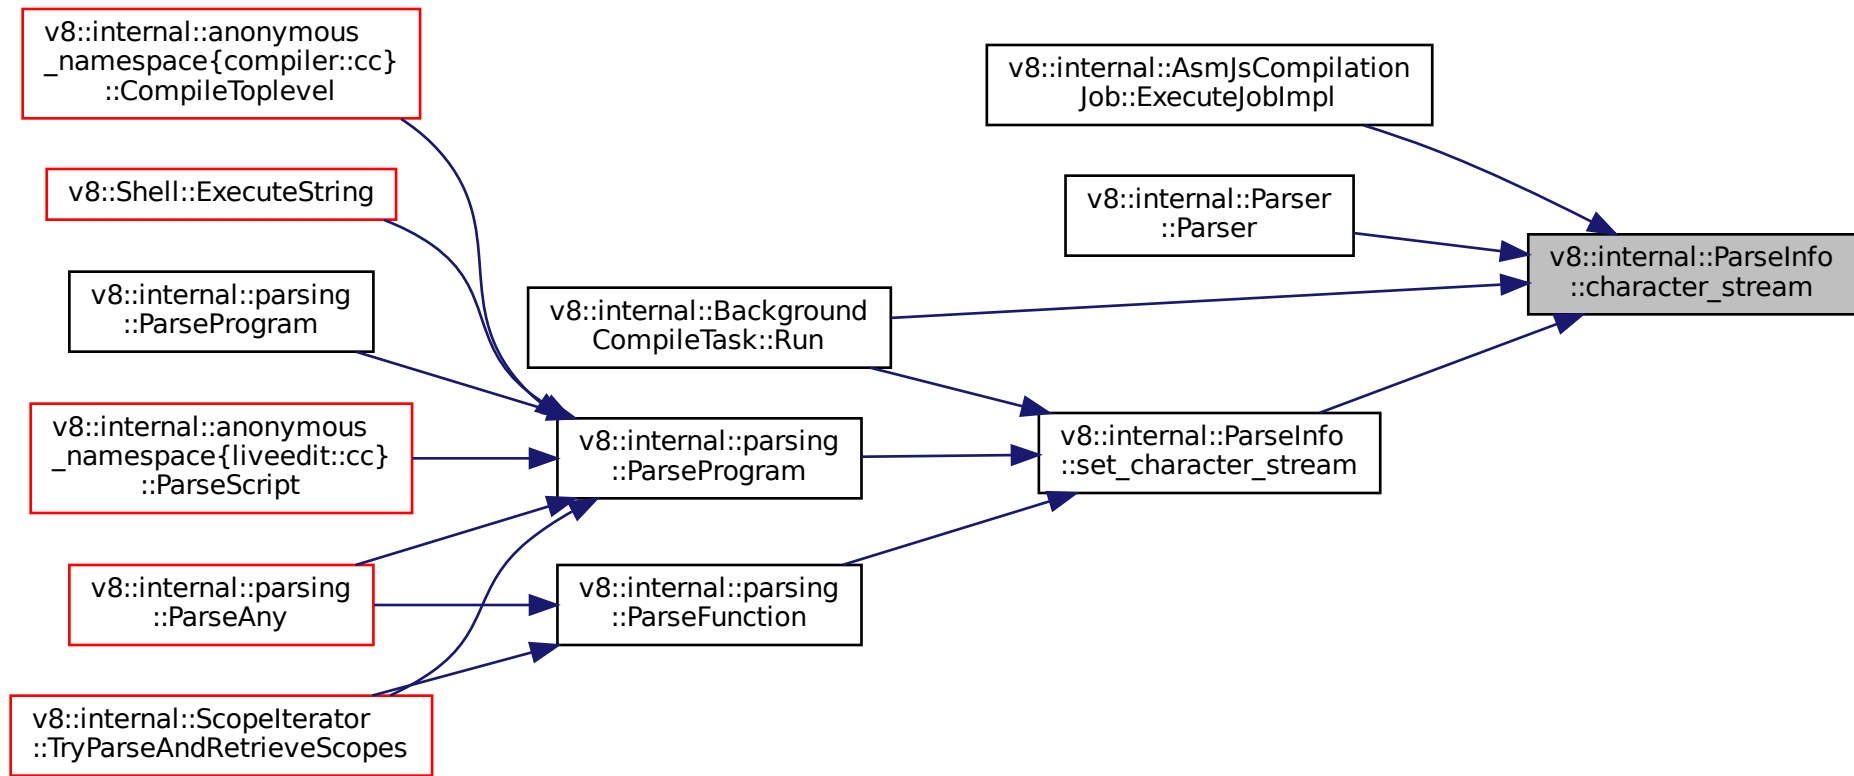 v8::internal::anonymous
_namespace{compiler::cc}
::CompileToplevel
v8::Shell::ExecuteString
v8::internal::parsing
::ParseProgram
v8::internal::anonymous
_namespace{liveedit::cc}
::ParseScript
v8::internal::parsing
::ParseAny
v8::internal::ScopeIterator
::TryParseAndRetrieveScopes
v8::internal::Background
CompileTask::Run
v8::internal::parsing
::ParseProgram
v8::internal::parsing
::ParseFunction
v8::internal::AsmJsCompilation
Job::ExecuteJobImpl
v8::internal::Parser
::Parser
v8::internal::ParseInfo
::set_character_stream
v8::internal::ParseInfo
::character_stream